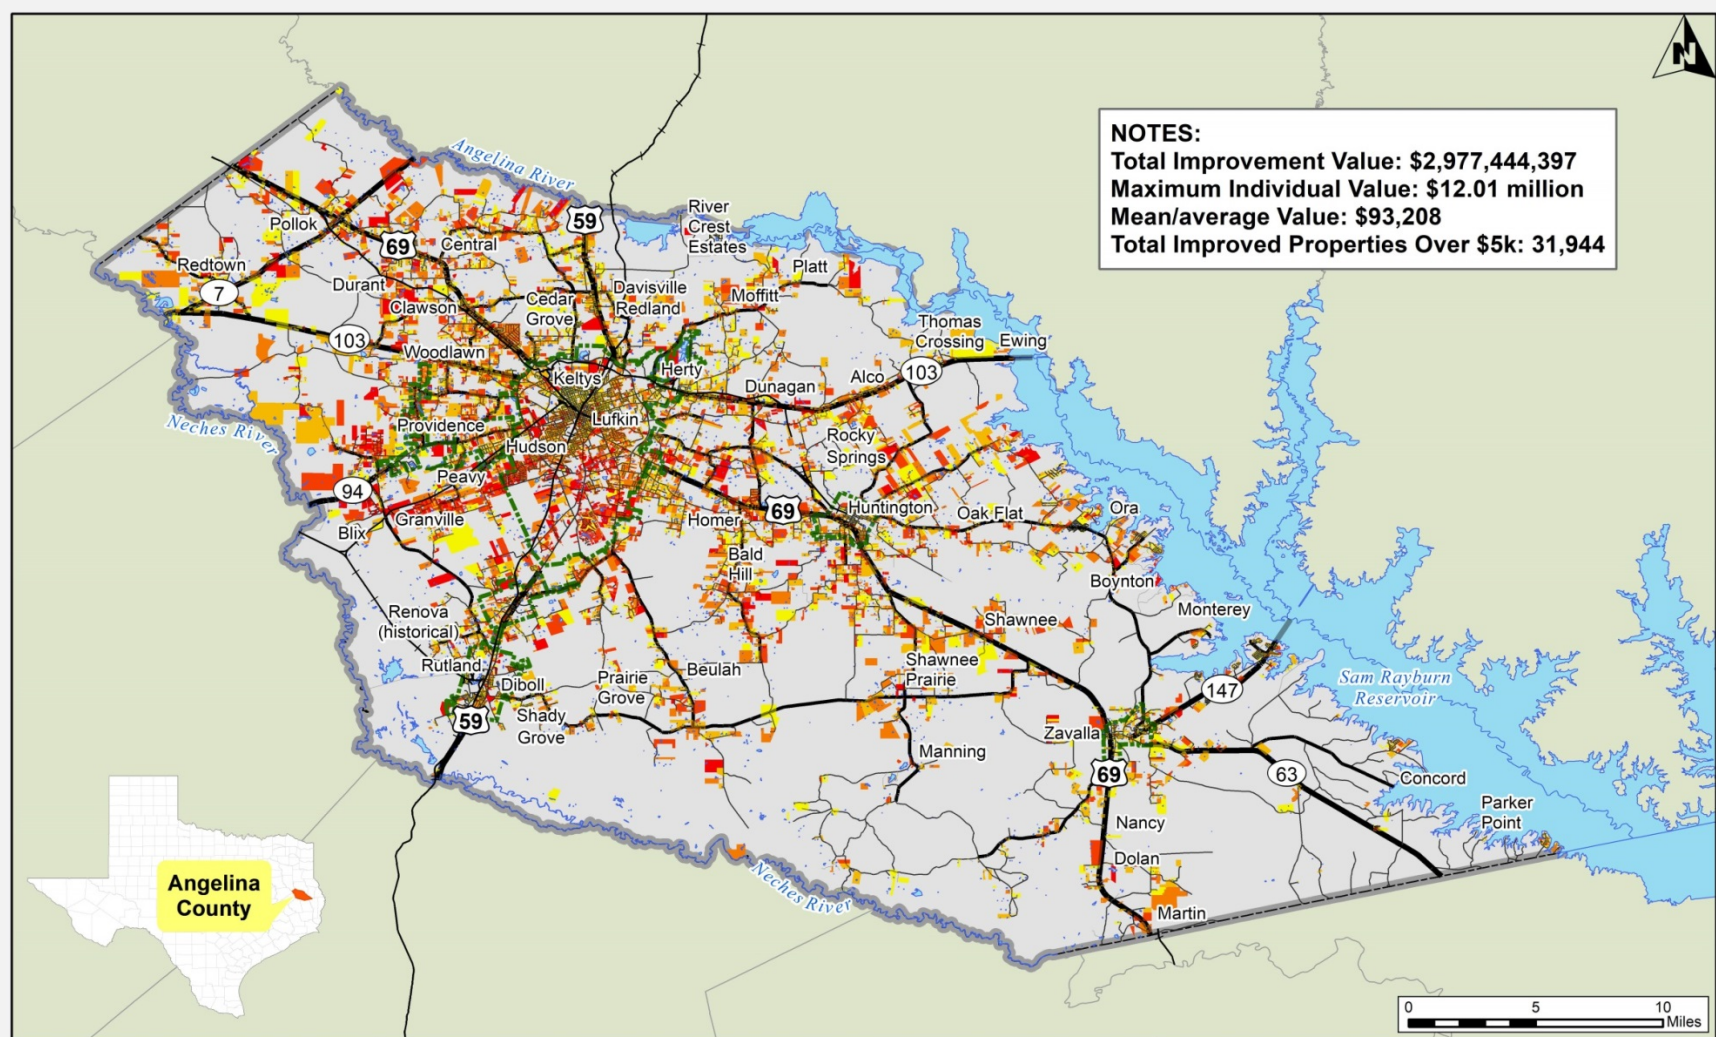 N
NOTES:
Total Improvement Value: $2,977,444,397
Maximum Individual Value: $12.01 million
Mean/average Value: $93,208
Total Improved Properties Over $5k: 31,944
Angelina River
River
Crest
Estates
59
Pollok
69
Central
Redtown
Platt
7
Durant
Clawson
Cedar
Grove
Davisville
Redland
Moffitt
103
Woodlawn
Thomas
Crossing
Ewing
Keltys
Herty
Dunagan
Alco
103
Neches River
Providence
Lufkin
Hudson
Rocky
Springs
Peavy
94
Granville
Blix
Homer
69
Huntington
Oak Flat
Ora
Bald
Hill
Boynton
Renova
(historical)
Monterey
Shawnee
Rutland
Diboll
Prairie
Grove
Beulah
Shawnee
Prairie
147
Sam Rayburn
Reservoir
59
Shady
Grove
Zavalla
Manning
69
63
Concord
Parker
Point
Nancy
Dolan
Neches River
Martin
Angelina
County
0 5 10
Miles